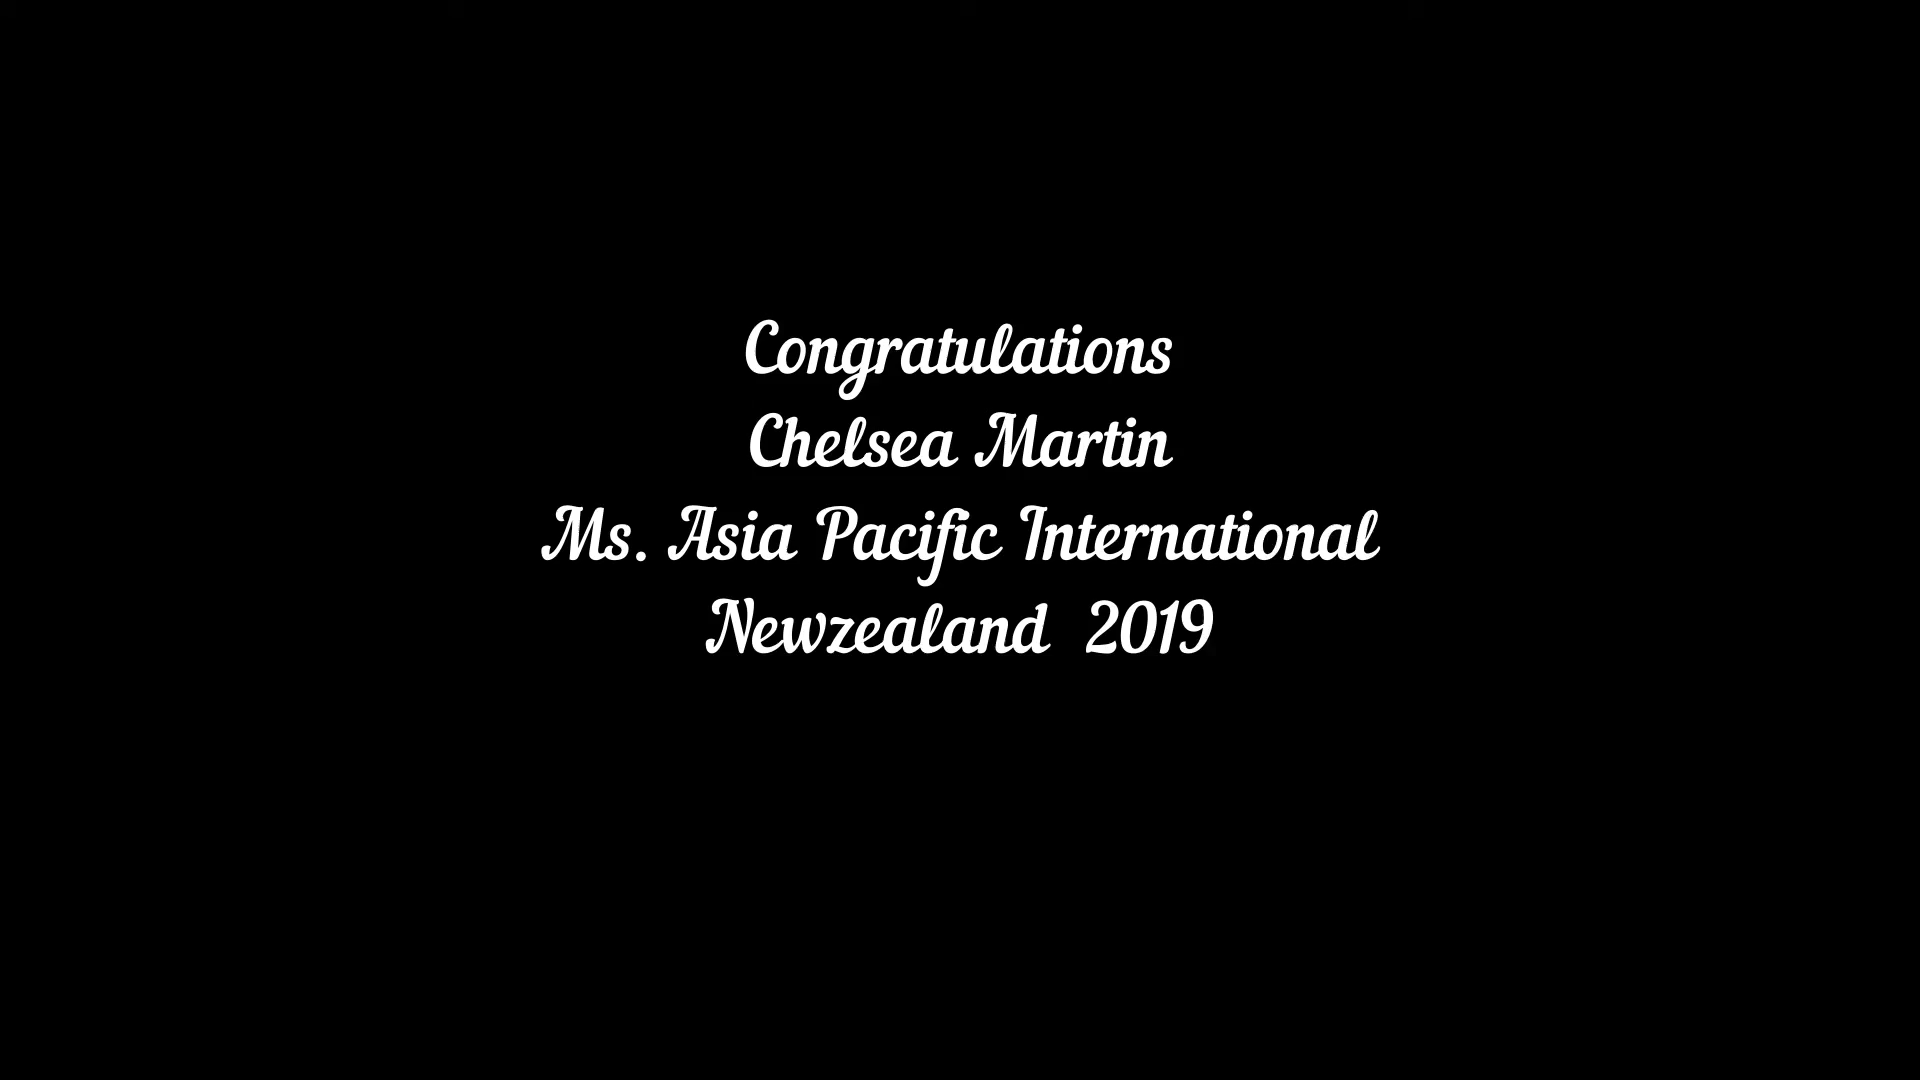 Congratulations
Chelsea Martin
Ms. Asia Pacific International
Newzealand 2019